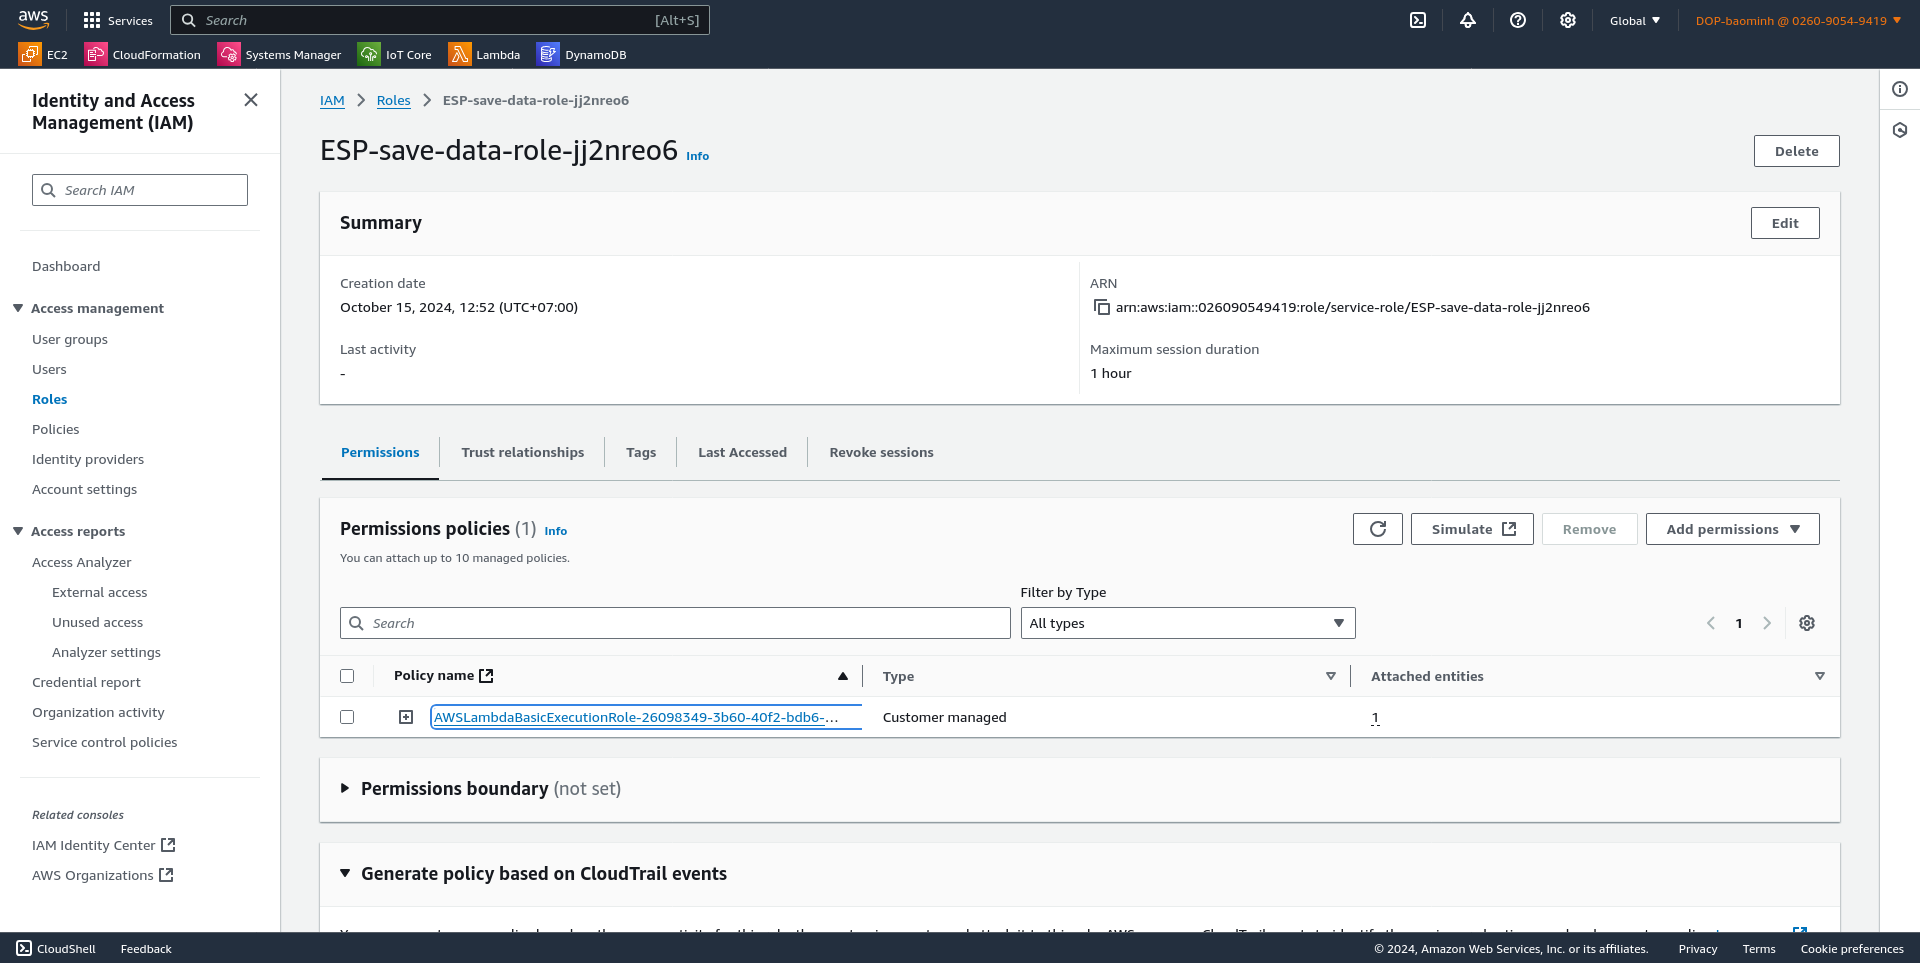 aws
Services
Search
[Alt+S]
Global
DOP-baominh @ 0260-9054-9419
EC2
CloudFormation
Systems Manager
IoT Core
Lambda
DynamoDB
Identity and Access
Management (IAM)
Search IAM
Dashboard
Access management
User groups
Users
Roles
Policies
Identity providers
Account settings
Access reports
Access Analyzer
External access
Unused access
Analyzer settings
Credential report
Organization activity
Service control policies
Related consoles
IAM Identity Center
AWS Organizations
IAM > Roles > ESP-save-data-role-jj2nreo6
ESP-save-data-role-jj2nreo6 Info
Delete
Summary
Edit
Creation date
October 15, 2024, 12:52 (UTC+07:00)
ARN
arn:aws:iam::026090549419:role/service-role/ESP-save-data-role-jj2nreo6
Last activity
-
Maximum session duration
1 hour
Permissions
Trust relationships
Tags
Last Accessed
Revoke sessions
Permissions policies (1) Info
You can attach up to 10 managed policies.
Simulate
Remove
Add permissions
Filter by Type
Search
All types
1
Policy name
Type
Attached entities
AWSLambdaBasicExecutionRole-26098349-3b60-40f2-bdb6-...
Customer managed
1
Permissions boundary (not set)
Generate policy based on CloudTrail events
CloudShell
Feedback
© 2024, Amazon Web Services, Inc. or its affiliates.
Privacy
Terms
Cookie preferences